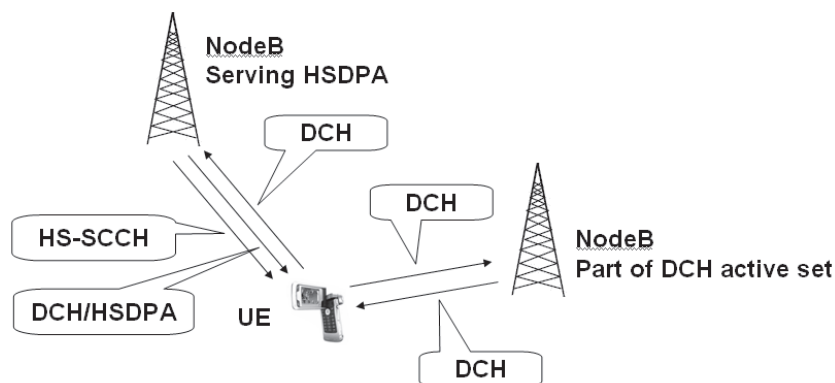 NodeB
Serving HSDPA
DCH
DCH
HS-SCCH
NodeB
Part of DCH active set
DCH/HSDPA
UE
DCH